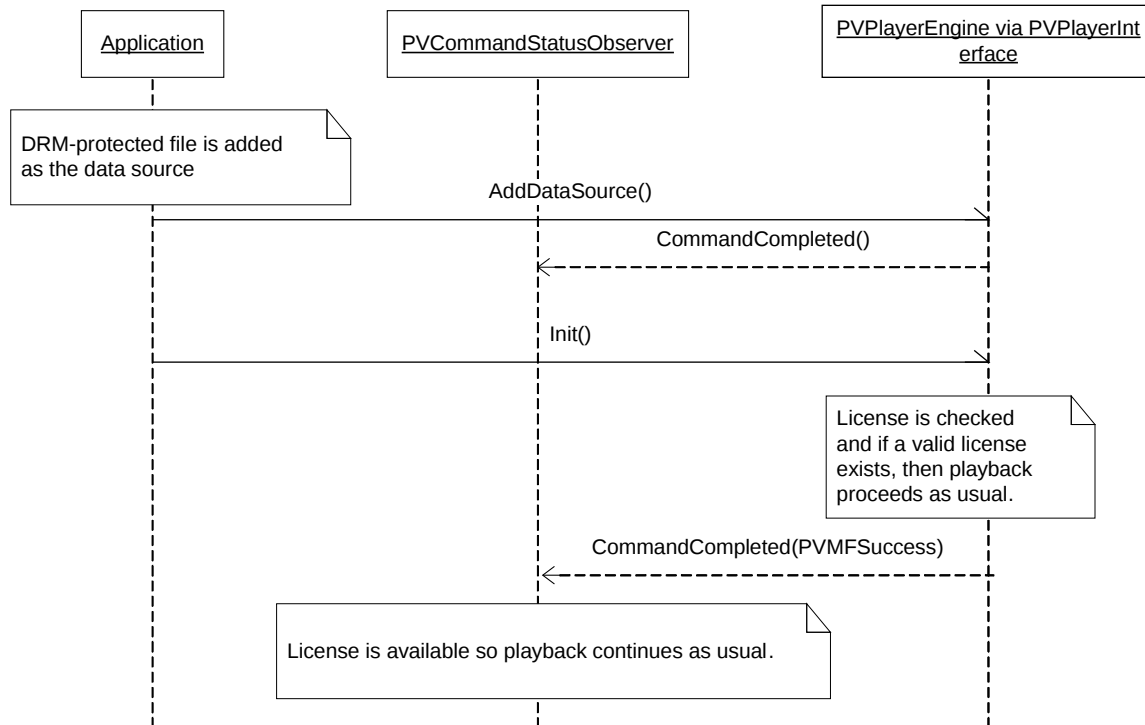 Application
PVCommandStatusObserver
PVPlayerEngine via PVPlayerInt
erface
DRM-protected file is added
as the data source
AddDataSource()
CommandCompleted()
Init()
License is checked
and if a valid license
exists, then playback
proceeds as usual.
CommandCompleted(PVMFSuccess)
License is available so playback continues as usual.